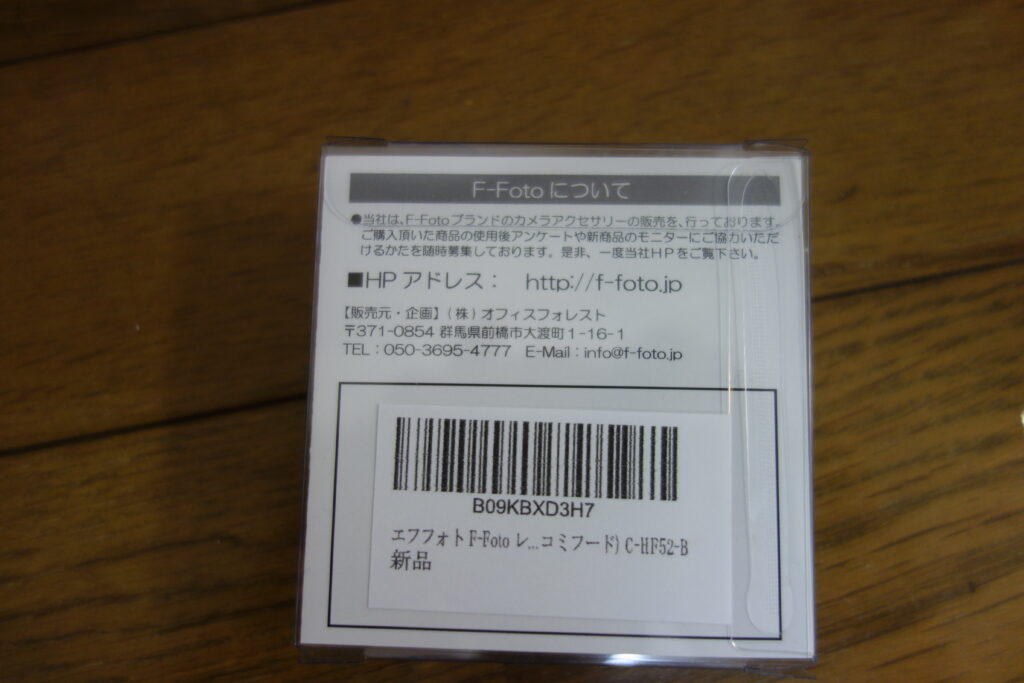 F-Fotoについて
●当社は、F-Fotoブランドのカメラアクセサリーの販売を、行っております。
ご購入頂いた商品の使用後アンケートや新商品のモニターにご協力いただ
けるかたを随時募集しております。是非、一度当社HPをご覧下さい。
■HPアドレス： http://f-foto.jp
【販売元・企画】(株)オフィスフォレスト
〒371-0854 群馬県前橋市大渡町1-16-1
TEL：050-3695-4777 E-Mail：info@f-foto.jp
B09KBXD3H7
エフフォト F-Foto レ...コミフード) C-HF52-B
新品